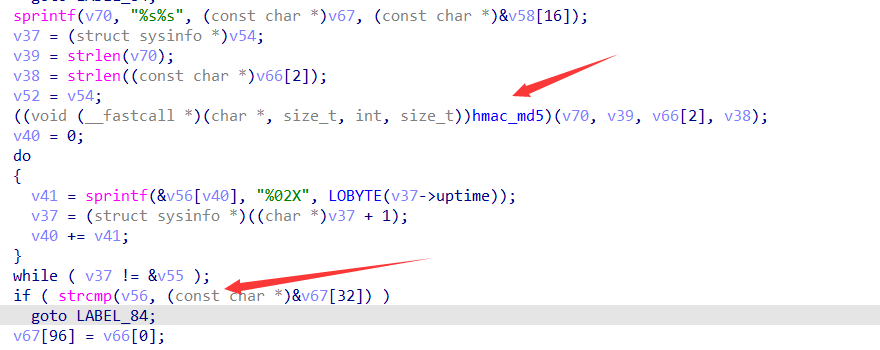 sprintf(v70, "%s%s", (const char *)v67, (const char *)&v58[16]);
v37 = (struct sysinfo *)v54;
v39 = strlen(v70);
v38 = strlen((const char *)v66[2]);
v52 = v54;
((void (__fastcall *)(char *, size_t, int, size_t))hmac_md5)(v70, v39, v66[2], v38);
v40 = 0;
do
{
v41 = sprintf(&v56[v40], "%02X", LOBYTE(v37->uptime));
v37 = (struct sysinfo *)((char *)v37 + 1);
v40 += v41;
}
while ( v37 != &v55 );
if ( strcmp(v56, (const char *)&v67[32]) )
goto LABEL_84;
v67[96] = v66[0];